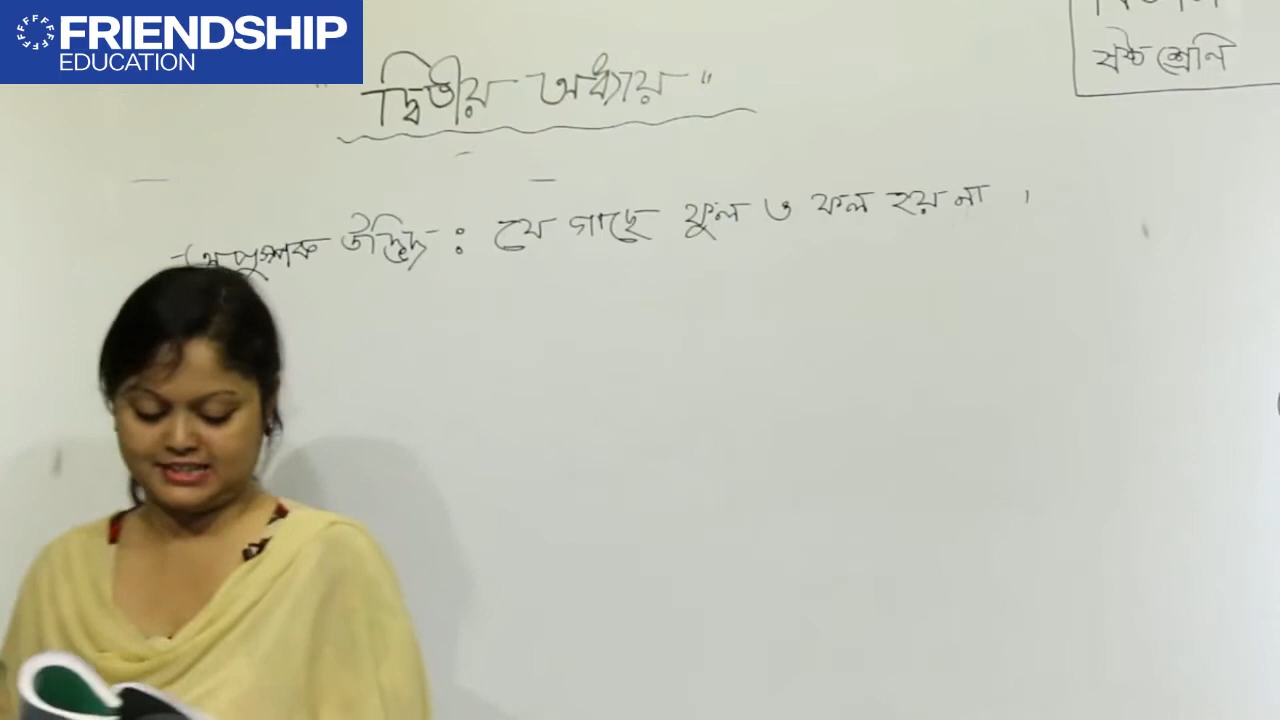 FRIENDSHIP
EDUCATION
বিজ্ঞান
ষষ্ঠ শ্রেনি
"দ্বিতীয় অধ্যায়"
অপুস্পক উদ্ভিদ : যে গাছে ফুল ও ফল হয় না ।